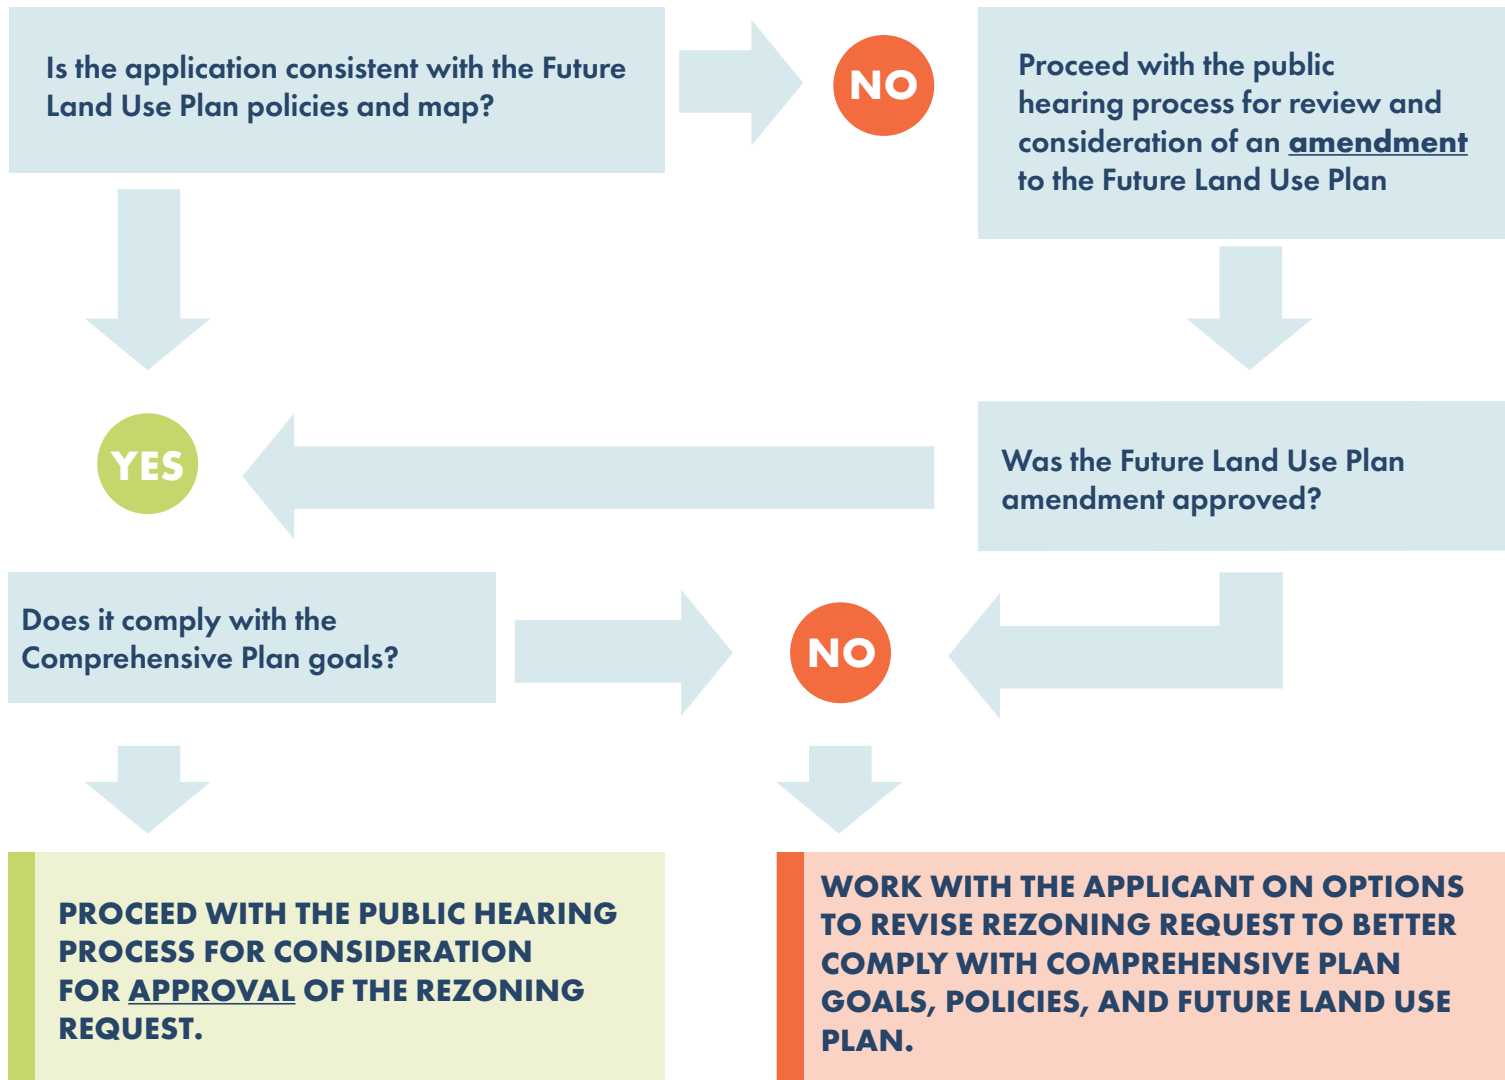 Is the application consistent with the Future
Land Use Plan policies and map?
NO
Proceed with the public
hearing process for review and
consideration of an amendment
to the Future Land Use Plan
YES
Was the Future Land Use Plan
amendment approved?
Does it comply with the
Comprehensive Plan goals?
NO
PROCEED WITH THE PUBLIC HEARING
PROCESS FOR CONSIDERATION
FOR APPROVAL OF THE REZONING
REQUEST.
WORK WITH THE APPLICANT ON OPTIONS
TO REVISE REZONING REQUEST TO BETTER
COMPLY WITH COMPREHENSIVE PLAN
GOALS, POLICIES, AND FUTURE LAND USE
PLAN.